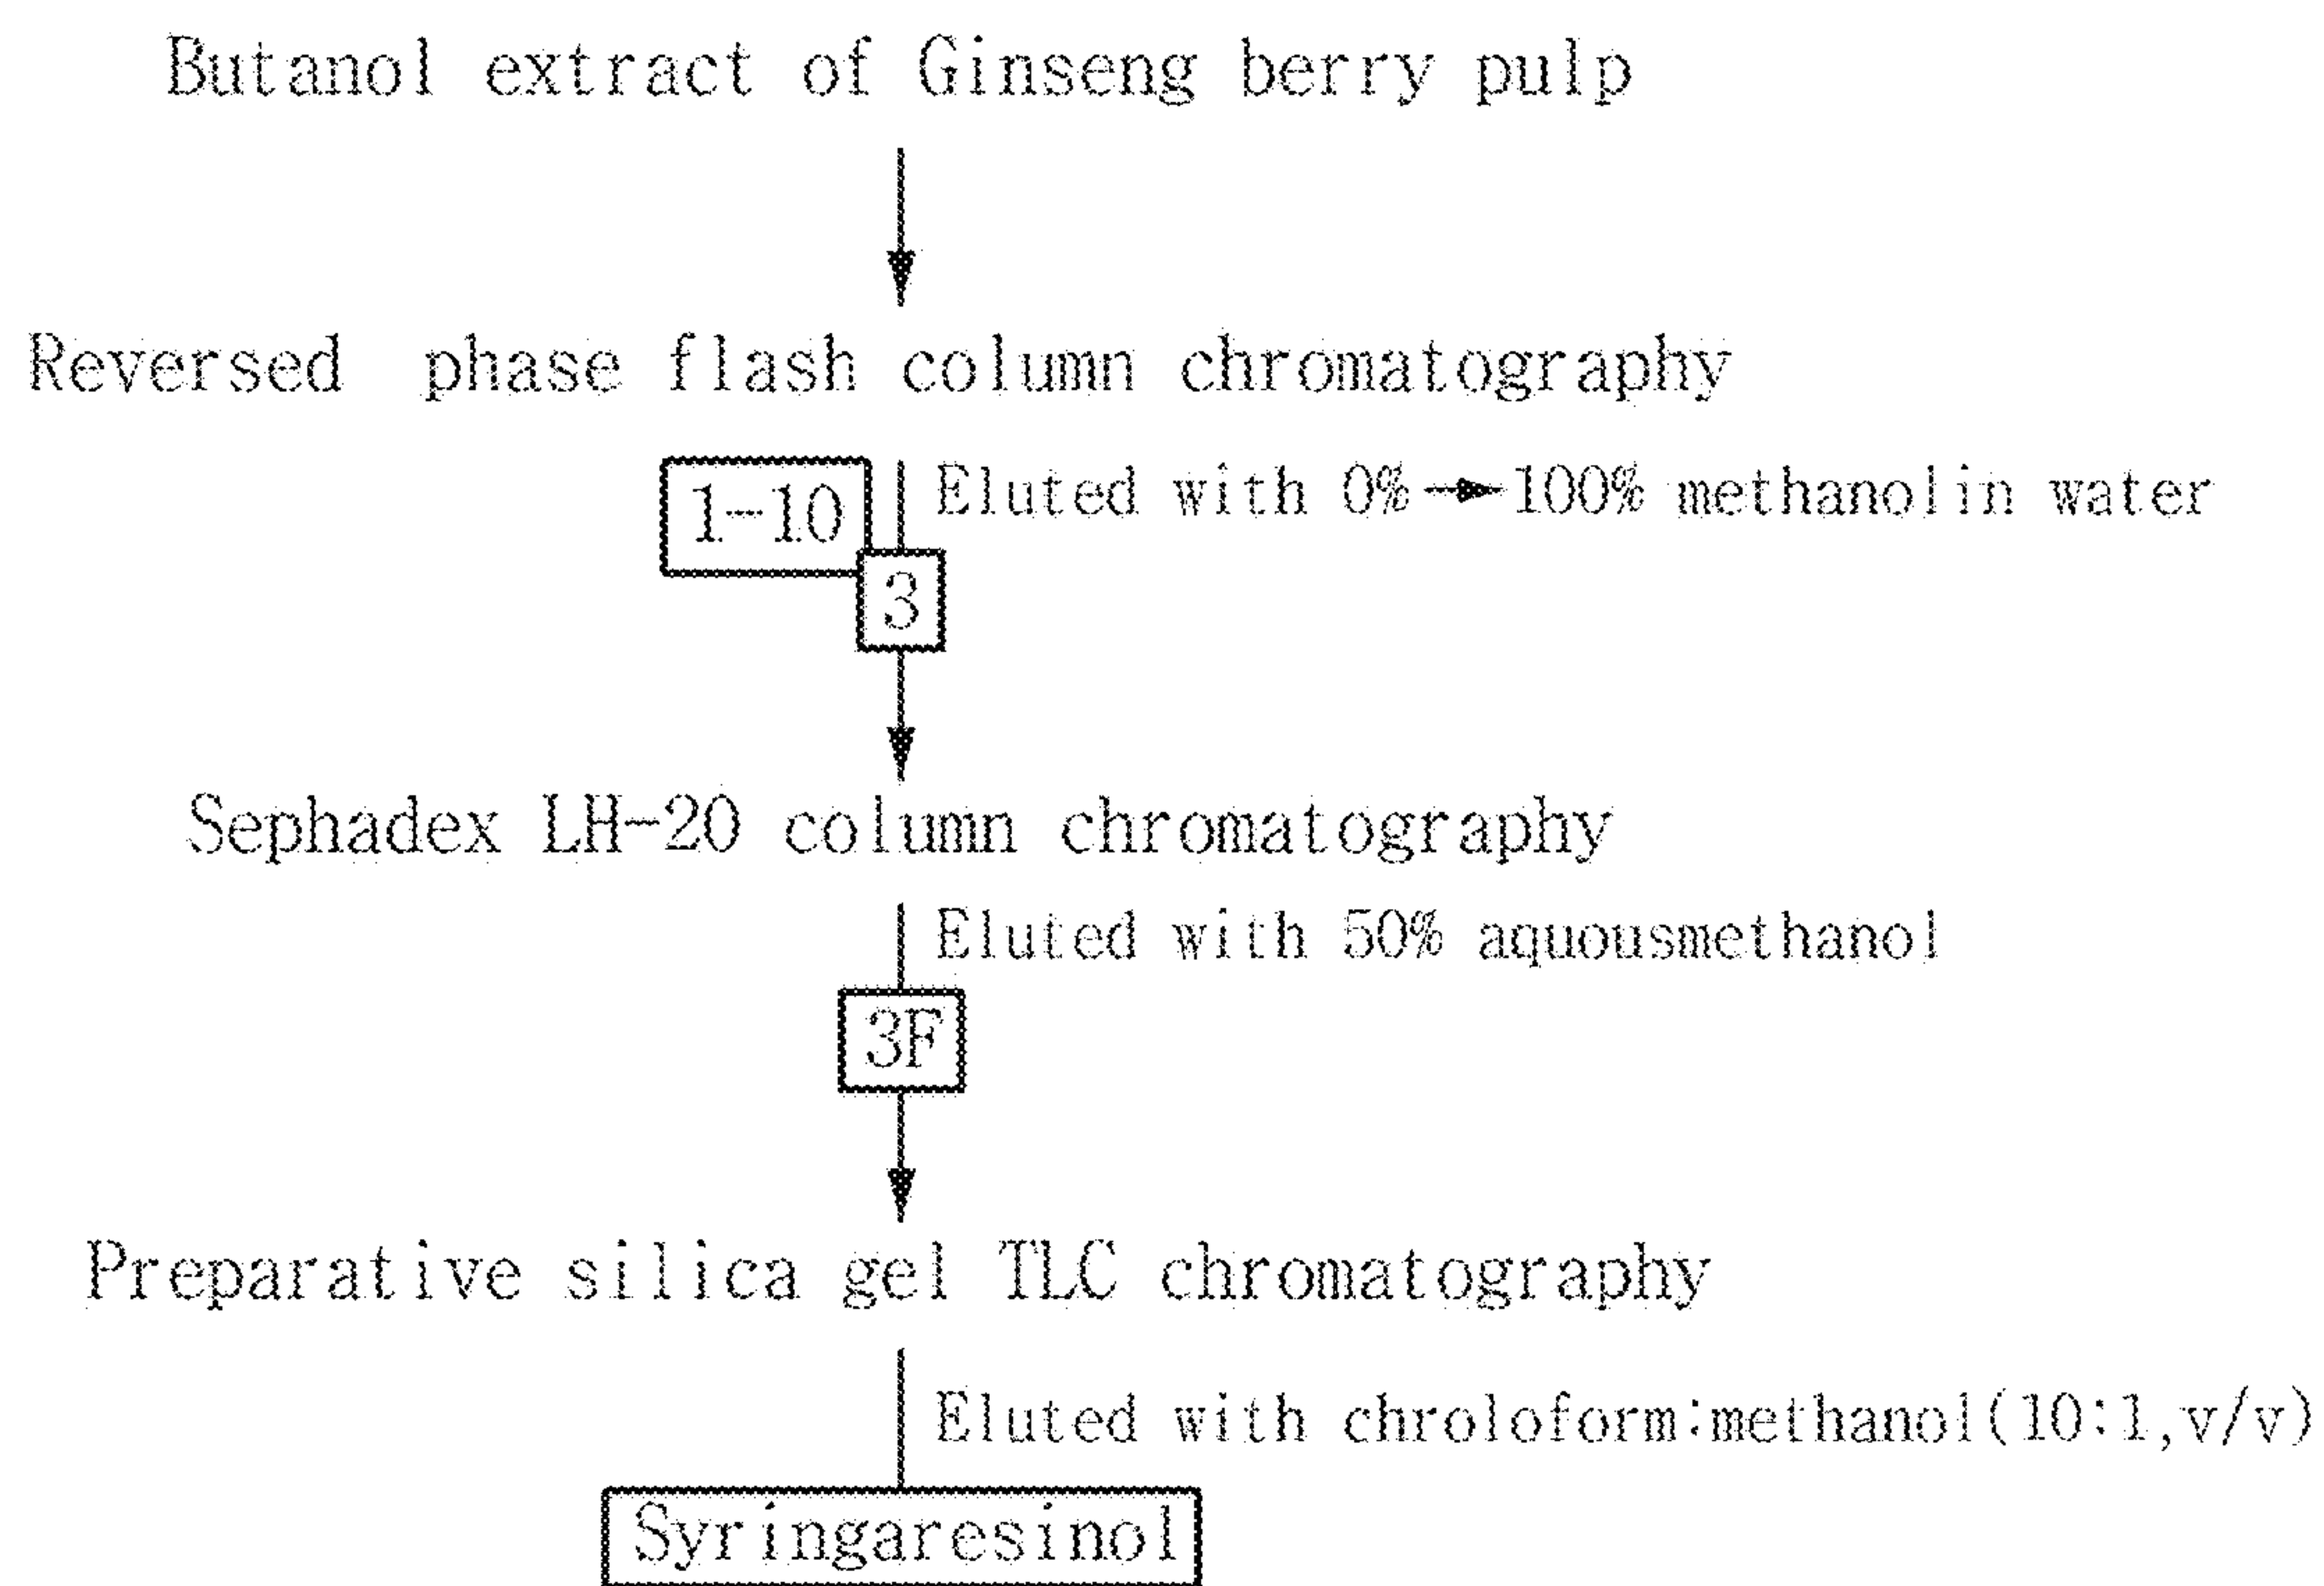 Butanol extract of Ginseng berry pulp
Reversed phase flash column chromatography
1-10
Eluted with 0%→100% methanolin water
3
Sephadex LH-20 column chromatography
Eluted with 50% aquousmethanol
3F
Preparative silica gel TLC chromatography
Eluted with chroloform:methanol(10:1,v/v)
Syringaresinol